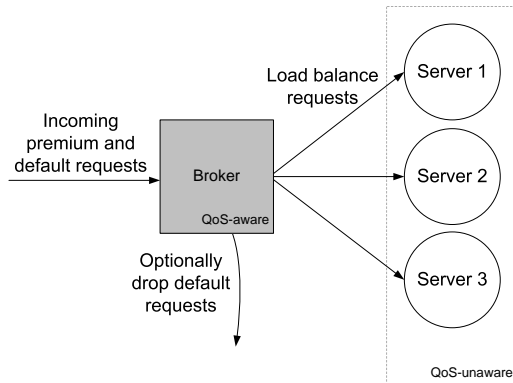 Incoming
premium and
default requests
Broker
QoS-aware
Optionally
drop default
requests
Load balance
requests
Server 1
Server 2
Server 3
QoS-unaware